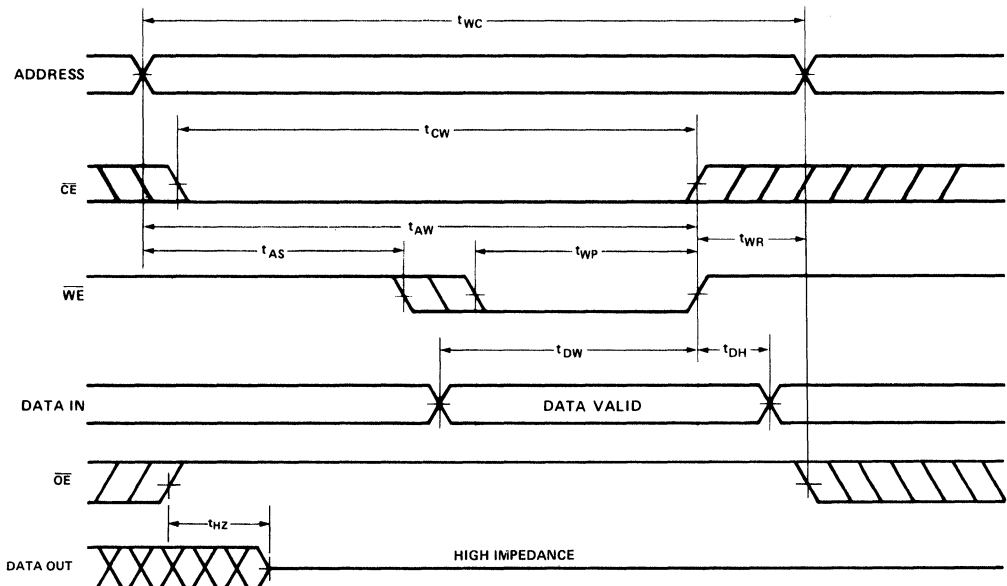 tWC
ADDRESS
tCW
CE
tAW
tAS
tWP
tWR
WE
tDW
tDH
DATA IN
DATA VALID
OE
tHZ
DATA OUT
HIGH IMPEDANCE